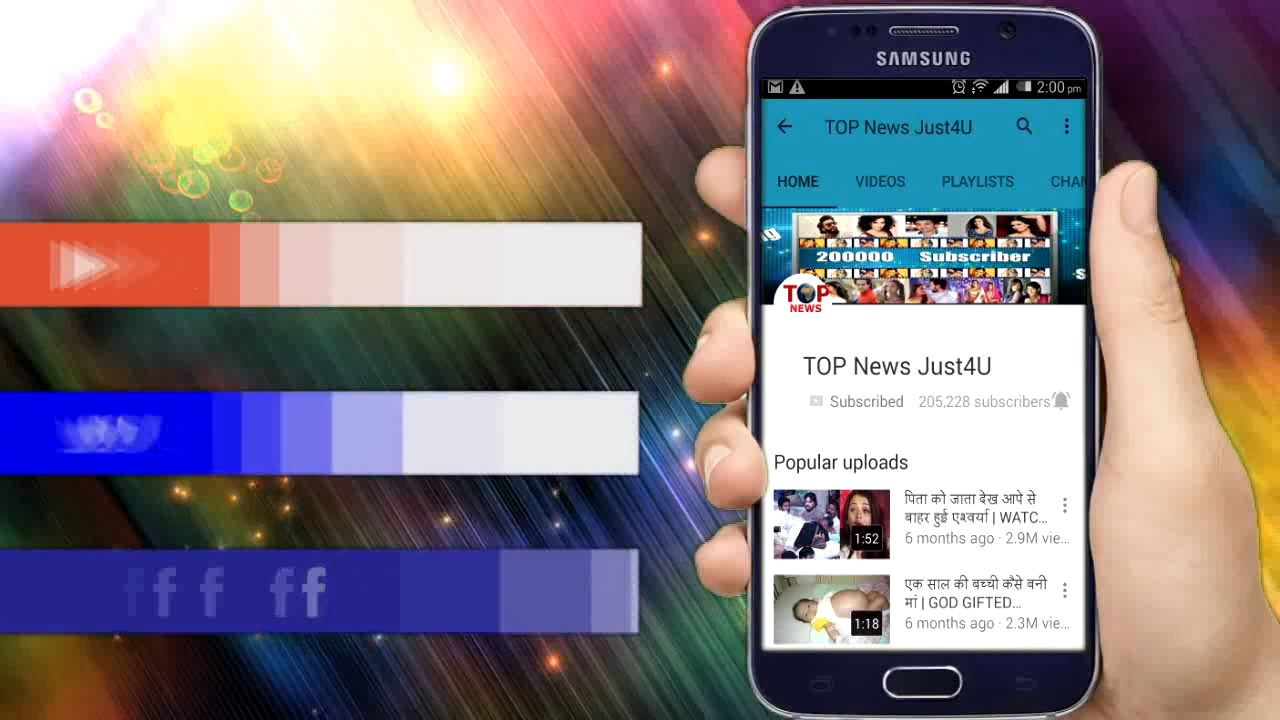 SAMSUNG
2:00 pm
TOP News Just4U
HOME VIDEOS PLAYLISTS CHAN
200000 Subscriber
TOP
NEWS
TOP News Just4U
Subscribed 205,228 subscribers
Popular uploads
पिता को जाता देख आपे से
बाहर हुई एश्वर्या | WATC...
6 months ago · 2.9M vie...
1:52
एक साल की बच्ची कैसे बनी
मां | GOD GIFTED...
6 months ago · 2.3M vie...
1:18
f f f f f